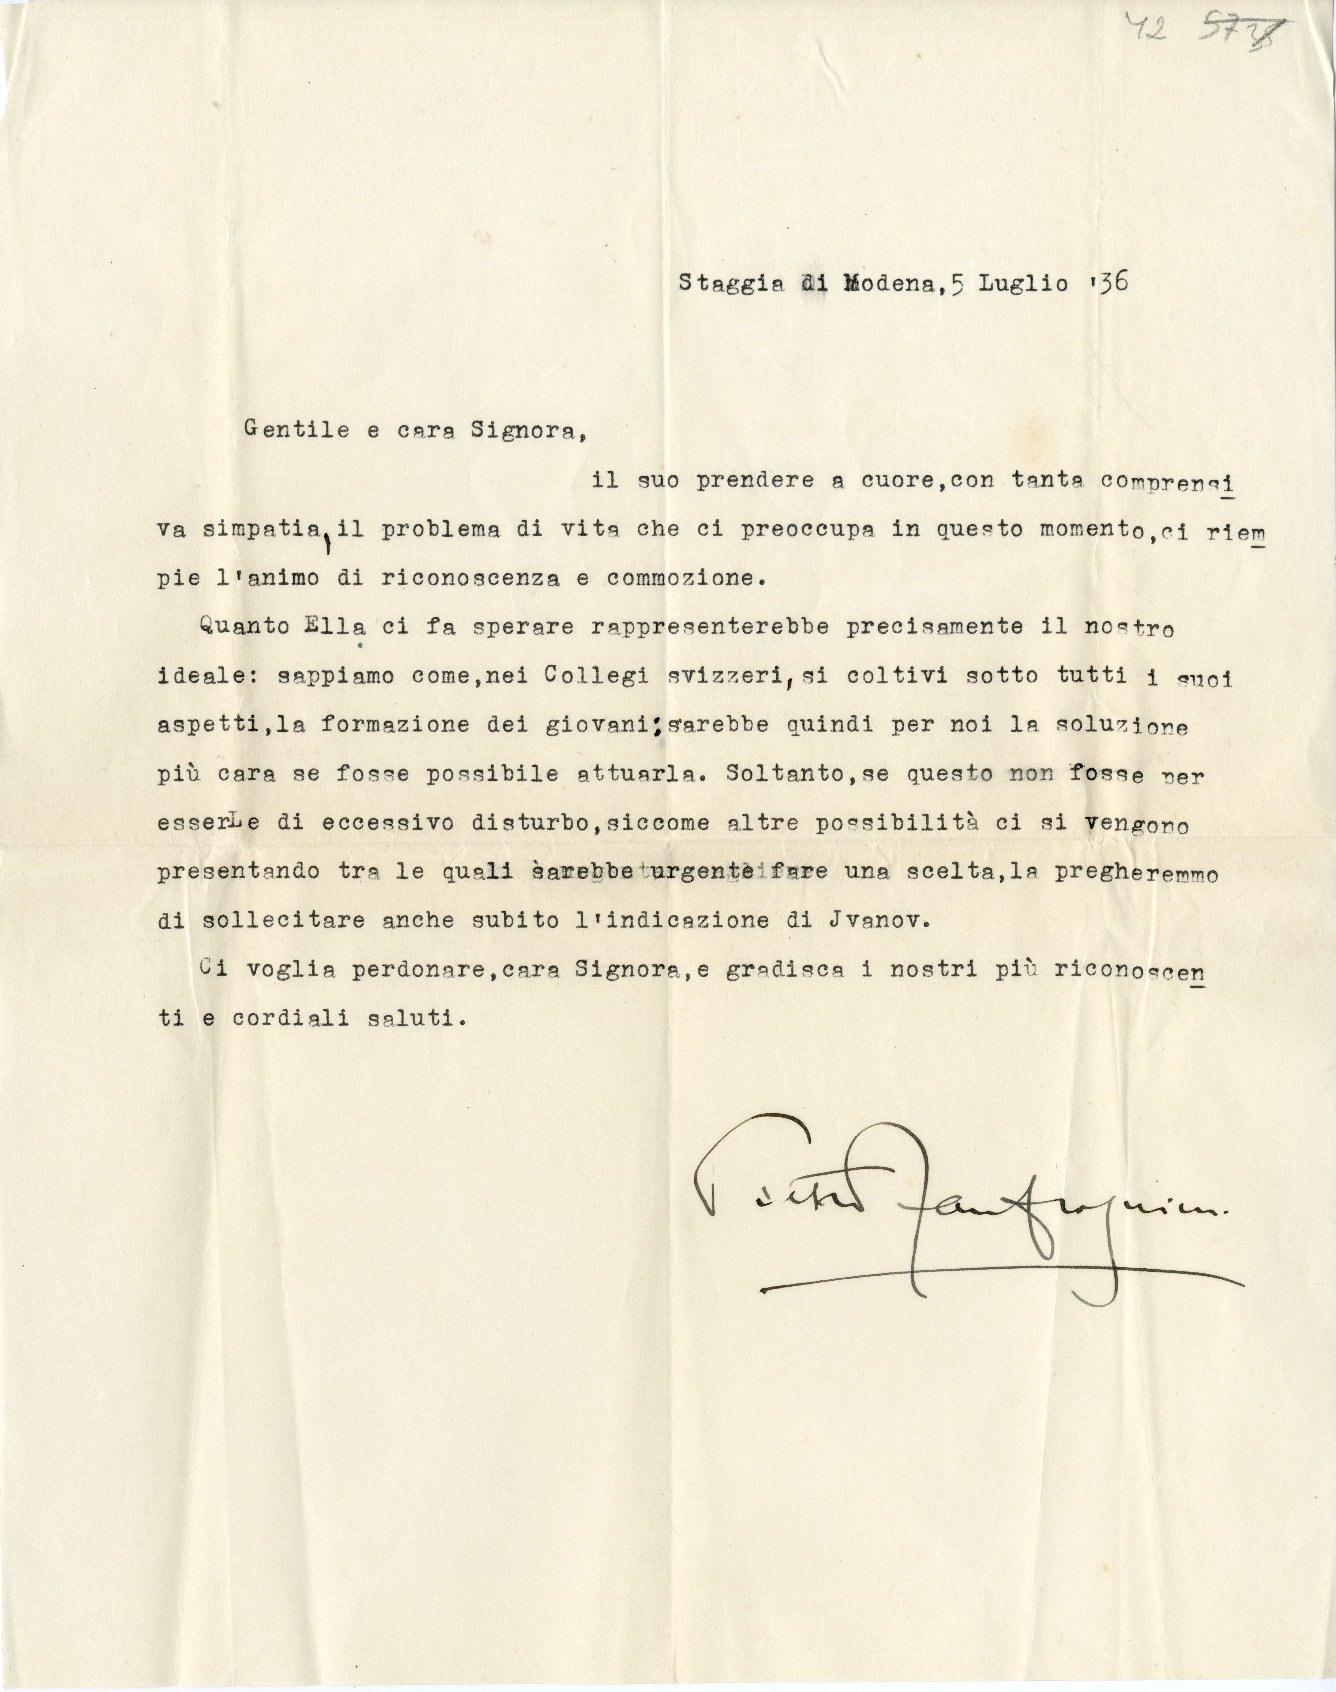 42 573
Staggia di Modena,5 Luglio '36
Gentile e cara Signora,
il suo prendere a cuore,con tanta comprensi
va simpatia,il problema di vita che ci preoccupa in questo momento,ci riem
pie l'animo di riconoscenza e commozione.
Quanto Ella ci fa sperare rappresenterebbe precisamente il nostro
ideale: sappiamo come,nei Collegi svizzeri,si coltivi sotto tutti i suoi
aspetti,la formazione dei giovani;sarebbe quindi per noi la soluzione
più cara se fosse possibile attuarla. Soltanto,se questo non fosse per
esserLe di eccessivo disturbo,siccome altre possibilità ci si vengono
presentando tra le quali sarebbe urgente fare una scelta,la pregheremmo
di sollecitare anche subito l'indicazione di Jvanov.
Ci voglia perdonare,cara Signora,e gradisca i nostri più riconoscen
ti e cordiali saluti.
Pietro Zanfrognini.